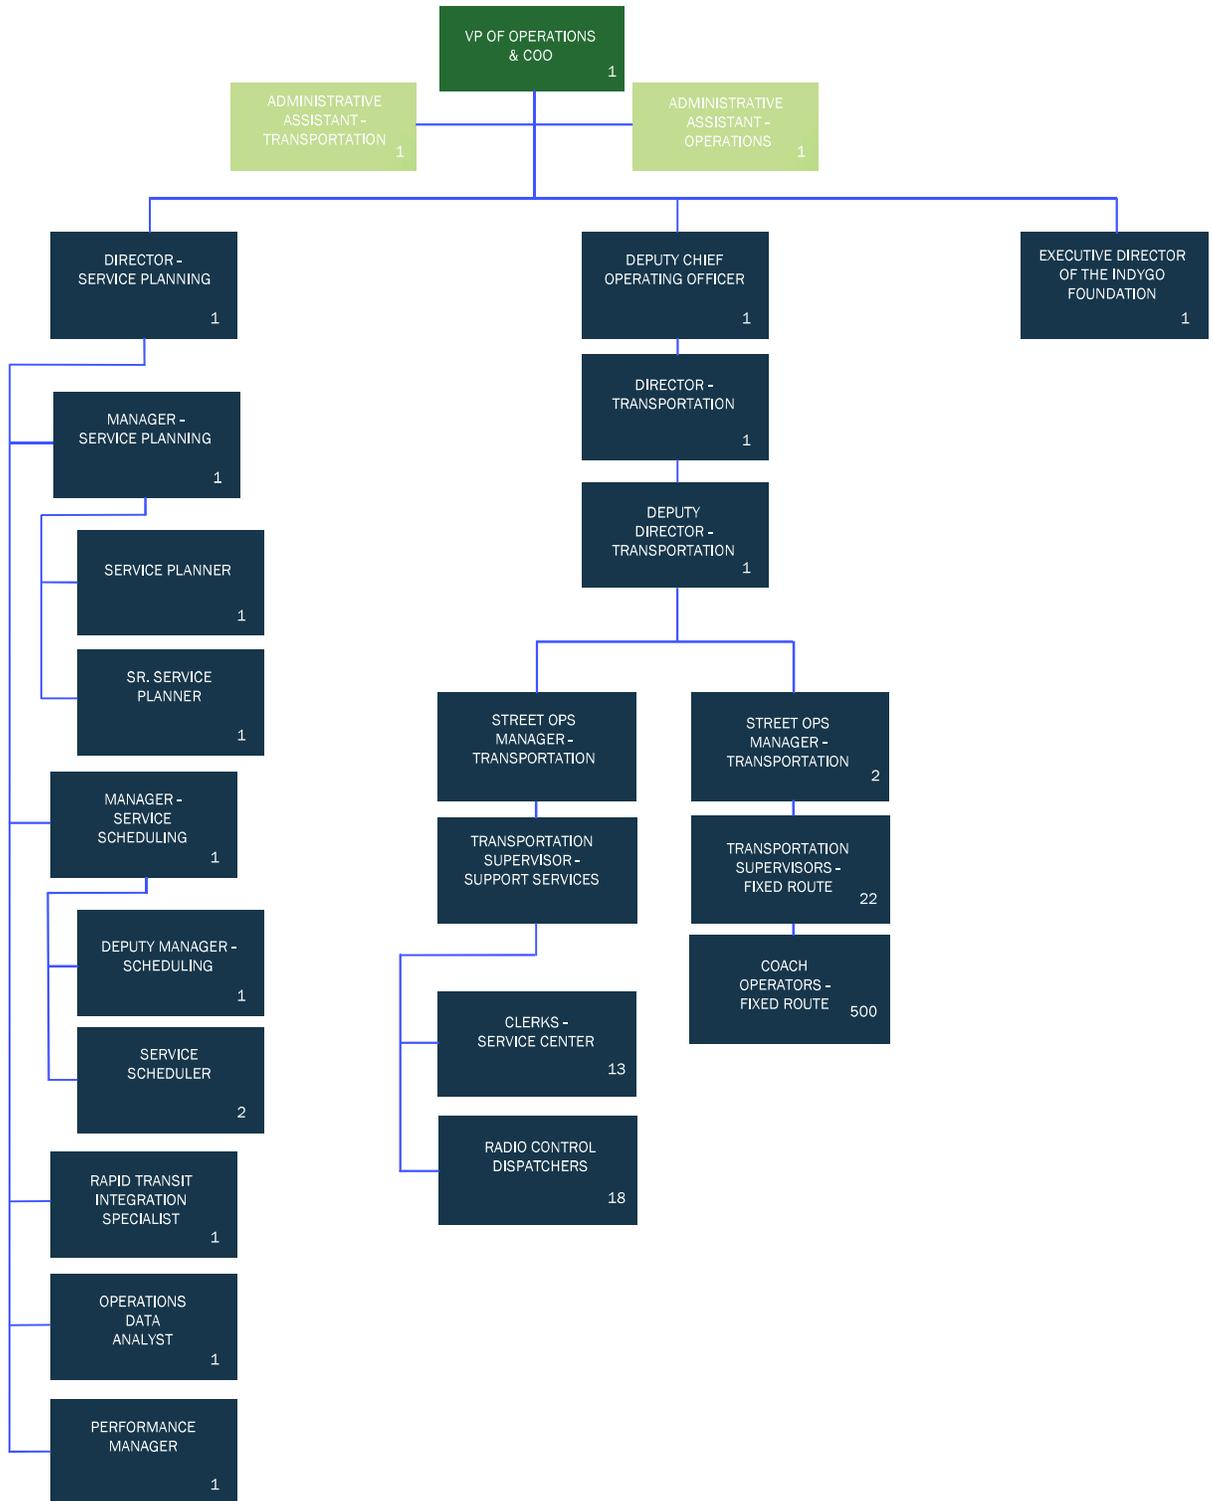 VP OF OPERATIONS
& COO
1
ADMINISTRATIVE
ASSISTANT -
TRANSPORTATION
1
ADMINISTRATIVE
ASSISTANT -
OPERATIONS
1
DIRECTOR -
SERVICE PLANNING
1
DEPUTY CHIEF
OPERATING OFFICER
1
EXECUTIVE DIRECTOR
OF THE INDYGO
FOUNDATION
1
MANAGER -
SERVICE PLANNING
1
SERVICE PLANNER
1
SR. SERVICE
PLANNER
1
MANAGER -
SERVICE
SCHEDULING
1
DEPUTY MANAGER -
SCHEDULING
1
SERVICE
SCHEDULER
2
RAPID TRANSIT
INTEGRATION
SPECIALIST
1
OPERATIONS
DATA
ANALYST
1
PERFORMANCE
MANAGER
1
DIRECTOR -
TRANSPORTATION
1
DEPUTY
DIRECTOR -
TRANSPORTATION
1
STREET OPS
MANAGER -
TRANSPORTATION
TRANSPORTATION
SUPERVISOR -
SUPPORT SERVICES
CLERKS -
SERVICE CENTER
13
RADIO CONTROL
DISPATCHERS
18
STREET OPS
MANAGER -
TRANSPORTATION
2
TRANSPORTATION
SUPERVISORS -
FIXED ROUTE
22
COACH
OPERATORS -
FIXED ROUTE
500